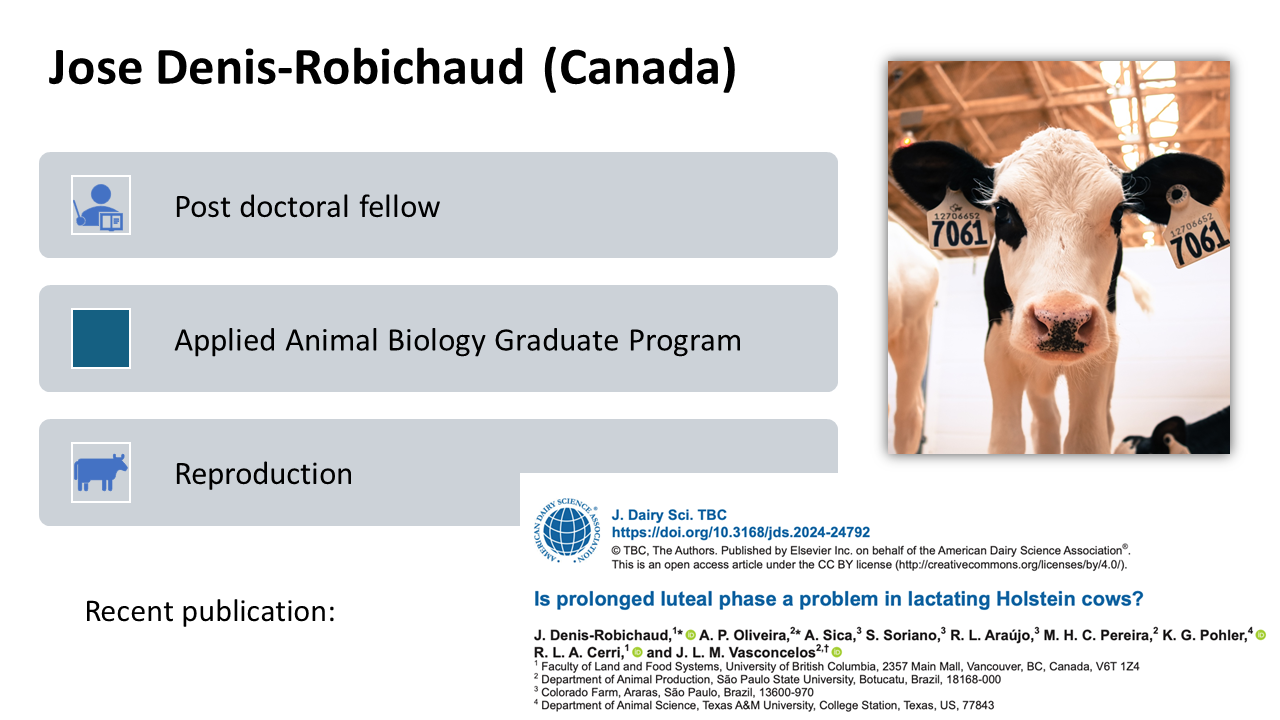 Jose Denis-Robichaud (Canada)
Post doctoral fellow
Applied Animal Biology Graduate Program
Reproduction
12706652
7061
12706652
7061
AMERICAN DAIRY SCIENCE ASSOCIATION ®
J. Dairy Sci. TBC
https://doi.org/10.3168/jds.2024-24792
© TBC, The Authors. Published by Elsevier Inc. on behalf of the American Dairy Science Association®.
This is an open access article under the CC BY license (http://creativecommons.org/licenses/by/4.0/).
Recent publication:
Is prolonged luteal phase a problem in lactating Holstein cows?
J. Denis-Robichaud,1* iD A. P. Oliveira,2* A. Sica,3 S. Soriano,3 R. L. Araújo,3 M. H. C. Pereira,2 K. G. Pohler,4 iD
R. L. A. Cerri,1 iD and J. L. M. Vasconcelos2,† iD
1 Faculty of Land and Food Systems, University of British Columbia, 2357 Main Mall, Vancouver, BC, Canada, V6T 1Z4
2 Department of Animal Production, São Paulo State University, Botucatu, Brazil, 18168-000
3 Colorado Farm, Araras, São Paulo, Brazil, 13600-970
4 Department of Animal Science, Texas A&M University, College Station, Texas, US, 77843